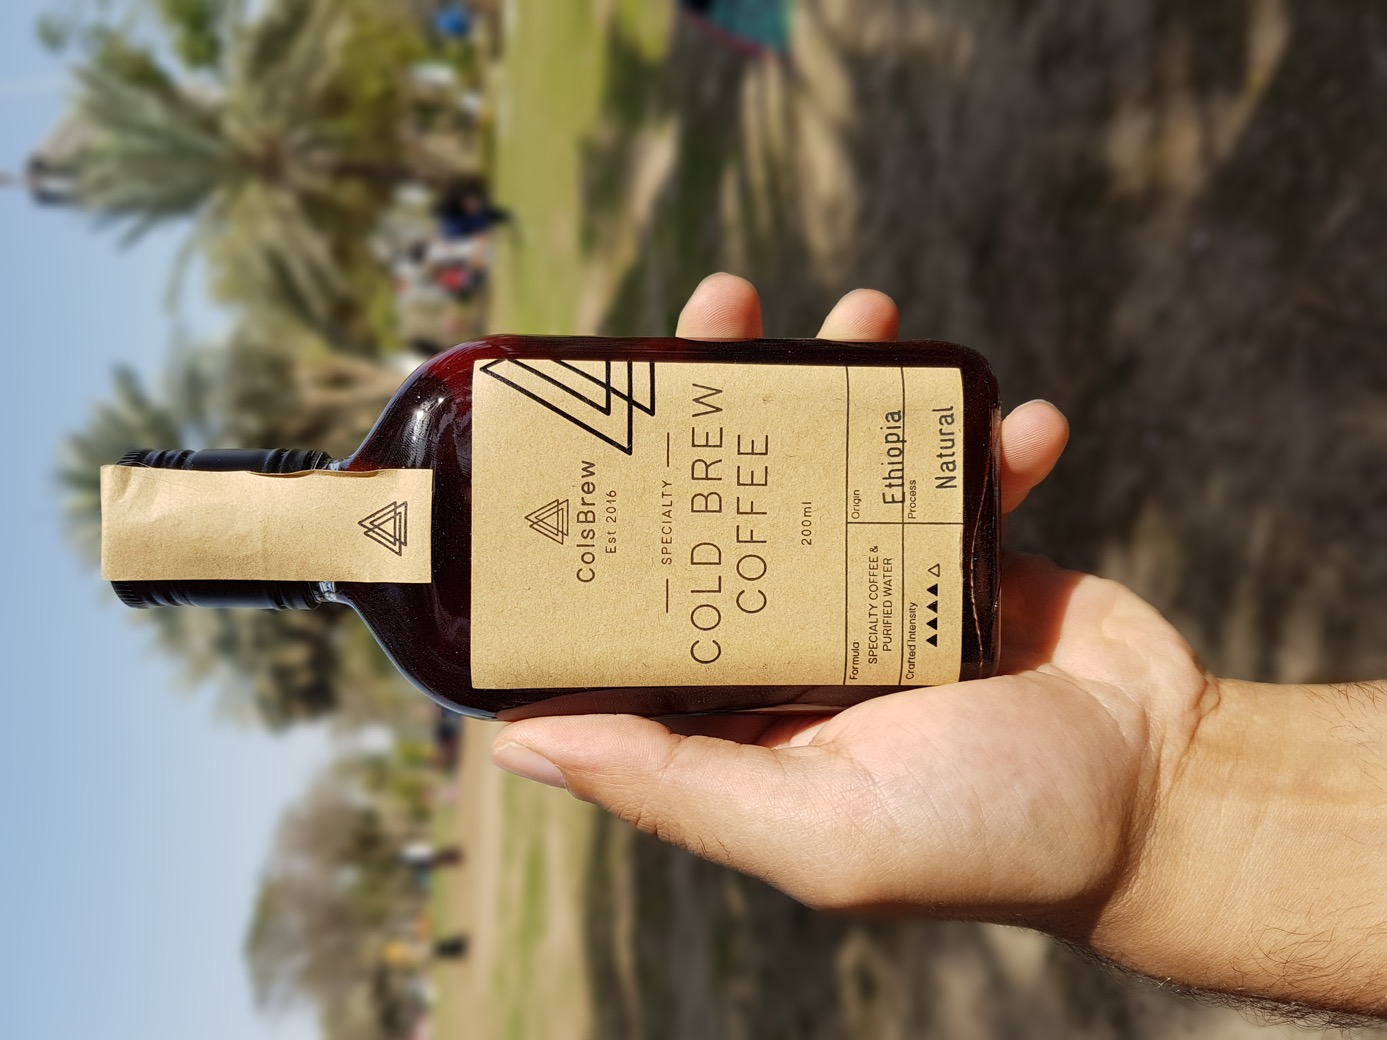 ColsBrew
Est 2016
SPECIALTY
COLD BREW
COFFEE
200ml
Formula
SPECIALTY COFFEE &
PURIFIED WATER
Origin
Ethiopia
Crafted Intensity
Process
Natural